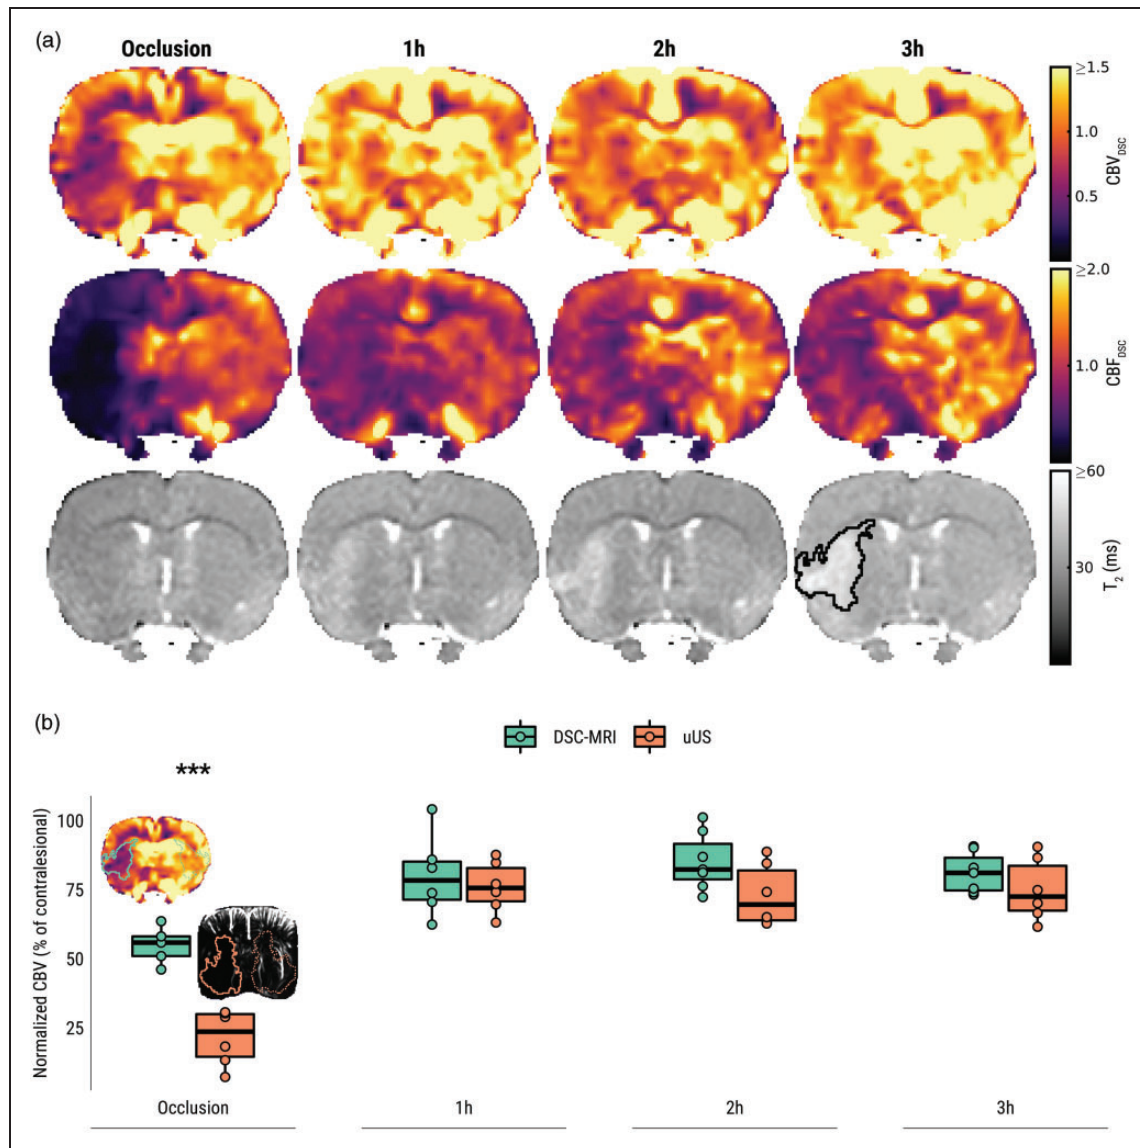 (a)
Occlusion 1h 2h 3h
≥1.5
1.0
0.5
CBV_DSC
≥2.0
1.0
CBF_DSC
≥60
30
T_2 (ms)
(b)
DSC-MRI uUS
***
Normalized CBV (% of contralesional)
100
75
50
25
Occlusion 1h 2h 3h